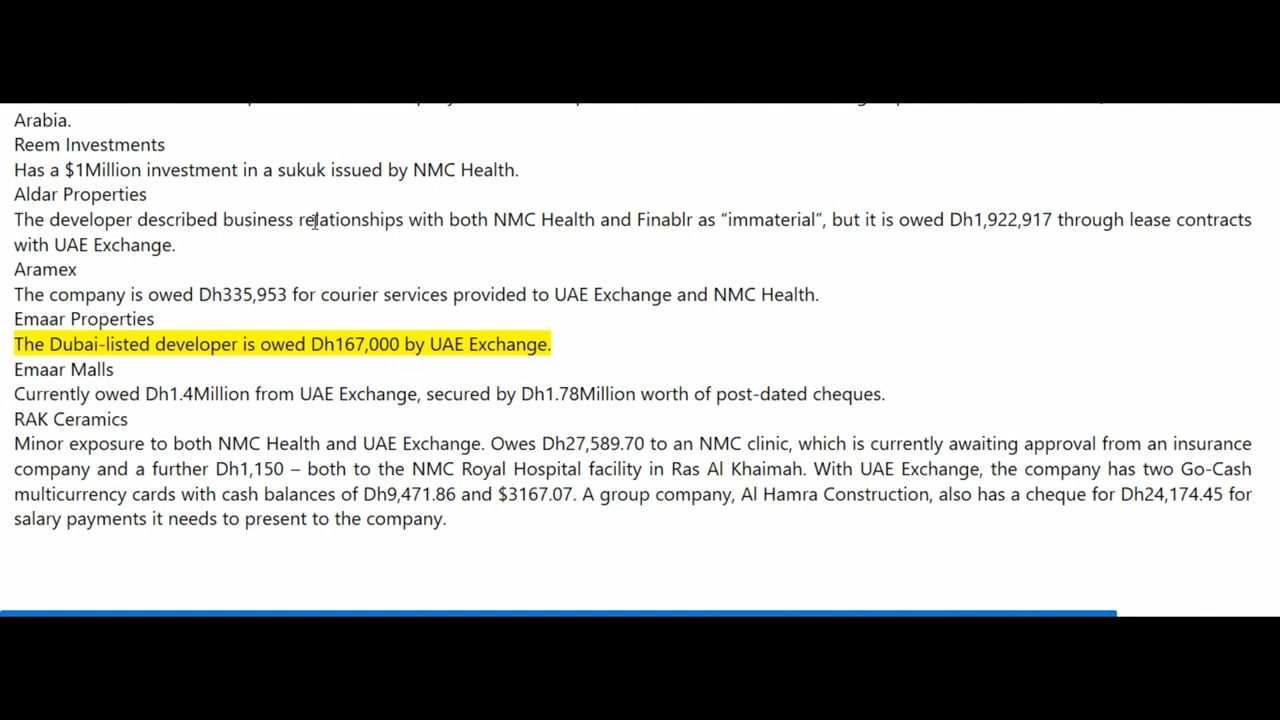 Arabia.
Reem Investments
Has a $1Million investment in a sukuk issued by NMC Health.
Aldar Properties
The developer described business relationships with both NMC Health and Finablr as “immaterial”, but it is owed Dh1,922,917 through lease contracts
with UAE Exchange.
Aramex
The company is owed Dh335,953 for courier services provided to UAE Exchange and NMC Health.
Emaar Properties
The Dubai-listed developer is owed Dh167,000 by UAE Exchange.
Emaar Malls
Currently owed Dh1.4Million from UAE Exchange, secured by Dh1.78Million worth of post-dated cheques.
RAK Ceramics
Minor exposure to both NMC Health and UAE Exchange. Owes Dh27,589.70 to an NMC clinic, which is currently awaiting approval from an insurance
company and a further Dh1,150 – both to the NMC Royal Hospital facility in Ras Al Khaimah. With UAE Exchange, the company has two Go-Cash
multicurrency cards with cash balances of Dh9,471.86 and $3167.07. A group company, Al Hamra Construction, also has a cheque for Dh24,174.45 for
salary payments it needs to present to the company.